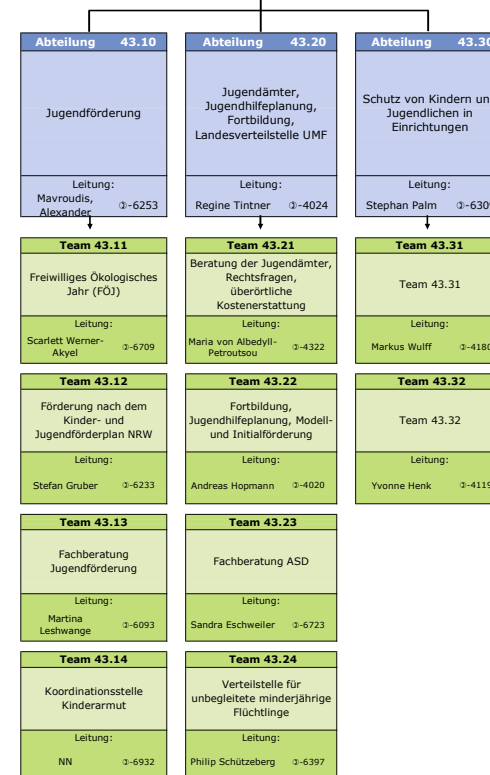 Abteilung 43.10
Jugendförderung
Leitung:
Mavroudis,
Alexander
-6253
Team 43.11
Freiwilliges Ökologisches
Jahr (FÖJ)
Leitung:
Scarlett Werner-
Akyel
-6709
Team 43.12
Förderung nach dem
Kinder- und
Jugendförderplan NRW
Leitung:
Stefan Gruber -6233
Team 43.13
Fachberatung
Jugendförderung
Leitung:
Martina
Leshwange
-6093
Team 43.14
Koordinationsstelle
Kinderarmut
Leitung:
NN -6932
Abteilung 43.20
Jugendämter,
Jugendhilfeplanung,
Fortbildung,
Landesverteilstelle UMF
Leitung:
Regine Tintner -4024
Team 43.21
Beratung der Jugendämter,
Rechtsfragen,
überörtliche
Kostenerstattung
Leitung:
Maria von Albedyll-
Petroutsou
-4322
Team 43.22
Fortbildung,
Jugendhilfeplanung, Modell-
und Initialförderung
Leitung:
Andreas Hopmann -4020
Team 43.23
Fachberatung ASD
Leitung:
Sandra Eschweiler -6723
Team 43.24
Verteilstelle für
unbegleitete minderjährige
Flüchtlinge
Leitung:
Philip Schützeberg -6397
Abteilung 43.30
Schutz von Kindern un
Jugendlichen in
Einrichtungen
Leitung:
Stephan Palm -630
Team 43.31
Team 43.31
Leitung:
Markus Wulff -4180
Team 43.32
Team 43.32
Leitung:
Yvonne Henk -4119